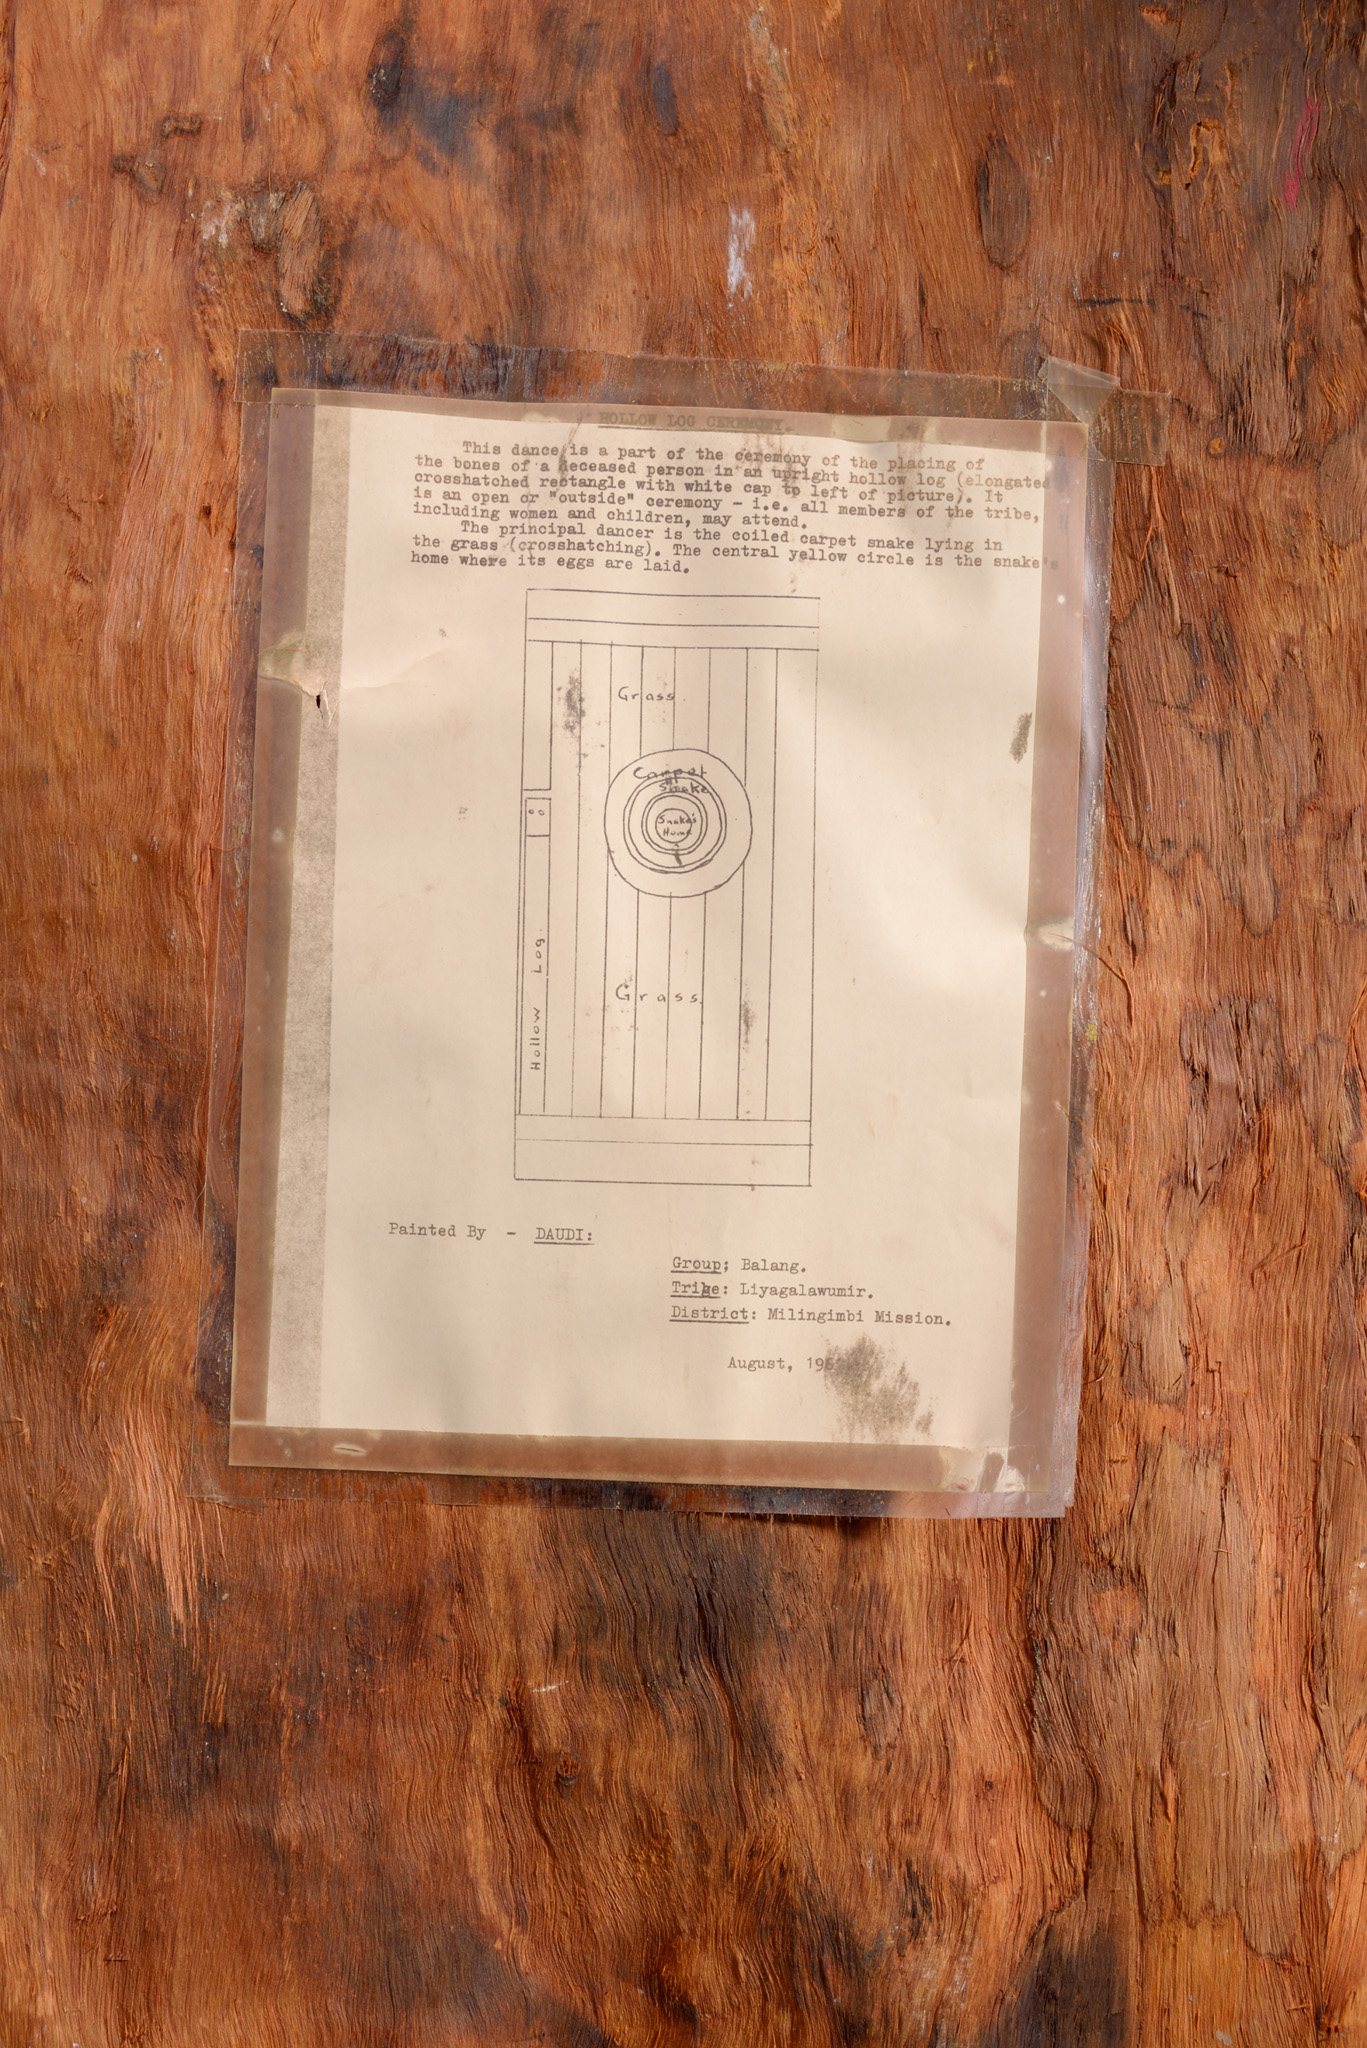 HOLLOW LOG CEREMONY.
This dance is a part of the ceremony of the placing of
the bones of a deceased person in an upright hollow log (elongated
crosshatched rectangle with white cap to left of picture). It
is an open or "outside" ceremony - i.e. all members of the tribe,
including women and children, may attend.
The principal dancer is the coiled carpet snake lying in
the grass (crosshatching). The central yellow circle is the snake's
home where its eggs are laid.
Grass.
Carpet
Snake
Snake's
Home
Hollow Log.
Grass.
Painted By - DAUDI:
Group; Balang.
Tribe: Liyagalawumir.
District: Milingimbi Mission.
August,